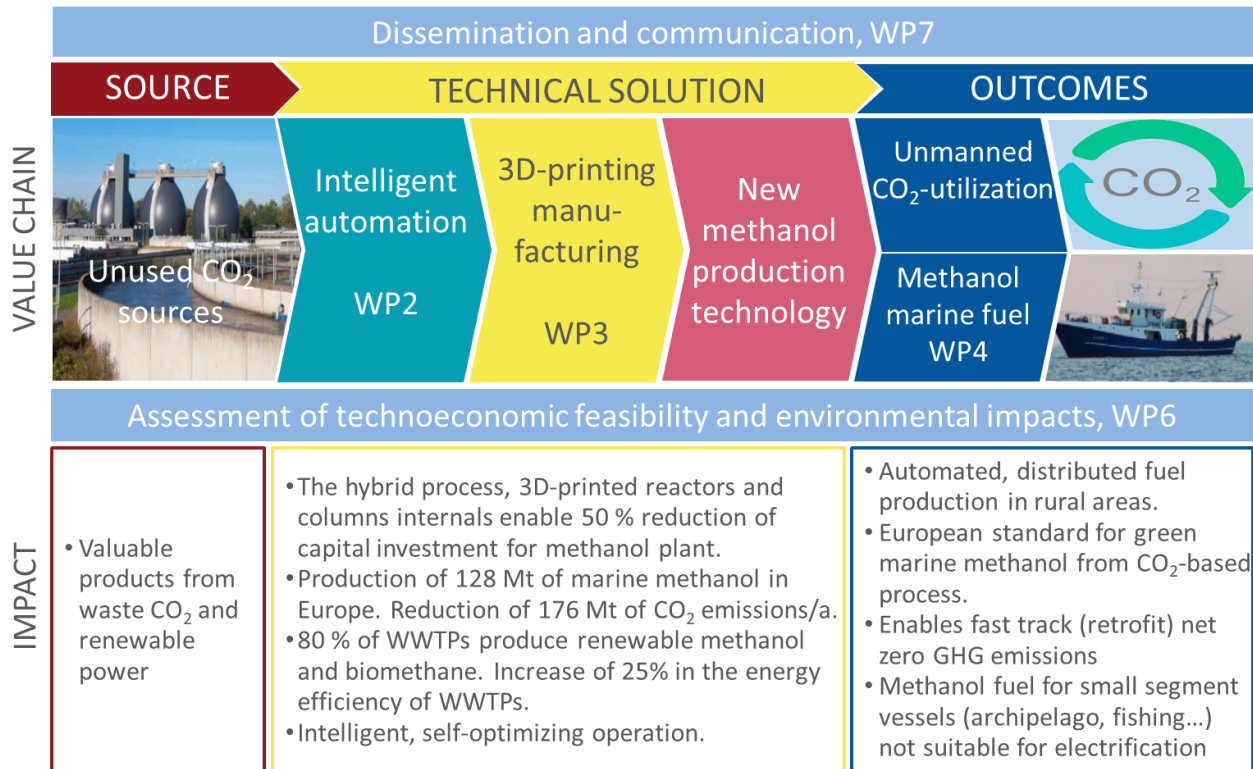 Dissemination and communication, WP7
SOURCE
TECHNICAL SOLUTION
OUTCOMES
VALUE CHAIN
Unused CO₂
sources
Intelligent
automation
WP2
3D-printing
manu-
facturing
WP3
New
methanol
production
technology
Unmanned
CO₂-utilization
CO₂
Methanol
marine fuel
WP4
Assessment of technoeconomic feasibility and environmental impacts, WP6
IMPACT
• Valuable
products from
waste CO₂ and
renewable
power
• The hybrid process, 3D-printed reactors and
columns internals enable 50 % reduction of
capital investment for methanol plant.
• Production of 128 Mt of marine methanol in
Europe. Reduction of 176 Mt of CO₂ emissions/a.
• 80 % of WWTPs produce renewable methanol
and biomethane. Increase of 25% in the energy
efficiency of WWTPs.
• Intelligent, self-optimizing operation.
• Automated, distributed fuel
production in rural areas.
• European standard for green
marine methanol from CO₂-based
process.
• Enables fast track (retrofit) net
zero GHG emissions
• Methanol fuel for small segment
vessels (archipelago, fishing…)
not suitable for electrification